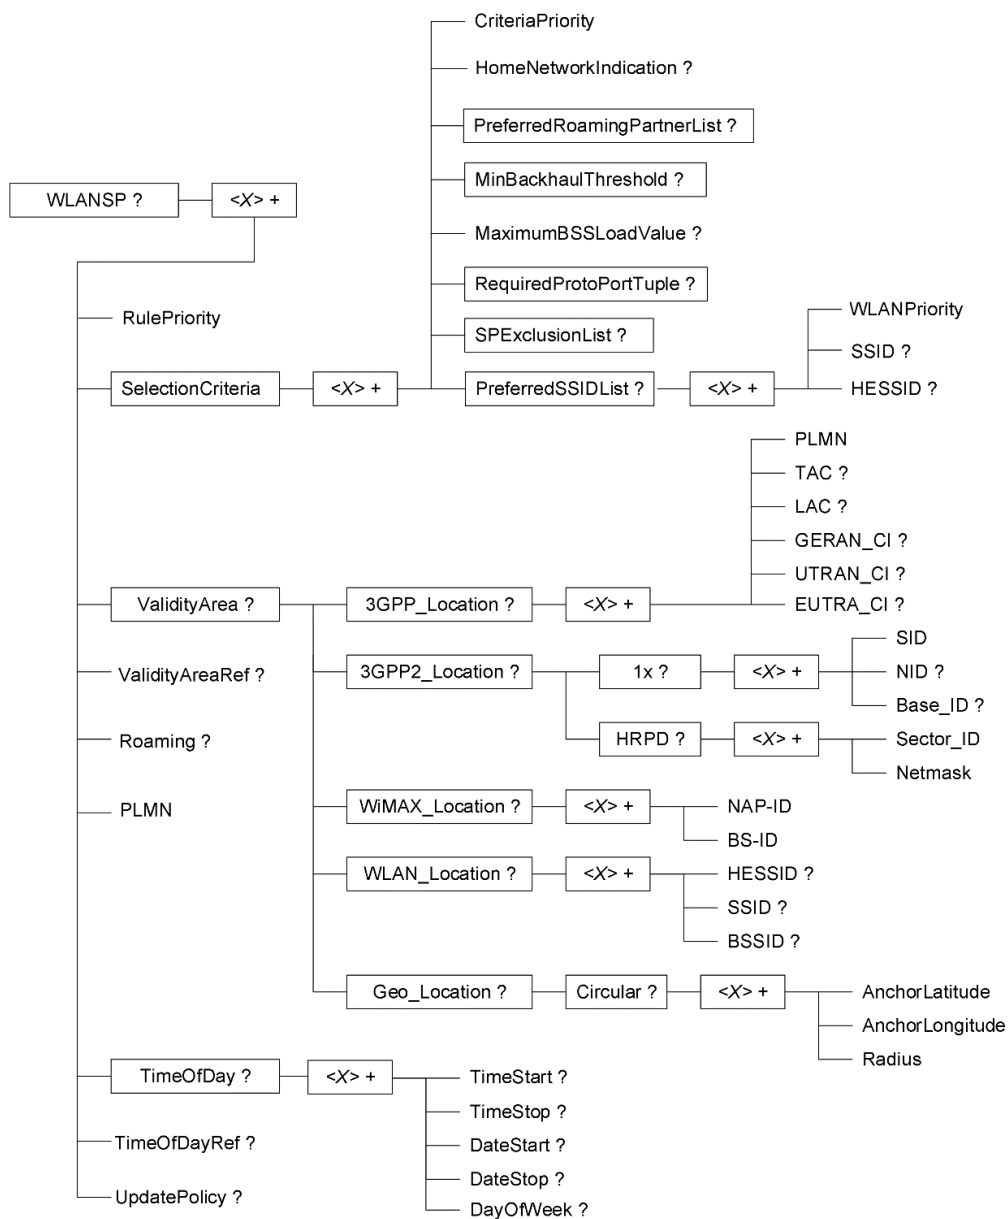 CriteriaPriority
HomeNetworkIndication ?
PreferredRoamingPartnerList ?
MinBackhaulThreshold ?
WLANSP ? <X> +
MaximumBSSLoadValue ?
RequiredProtoPortTuple ?
WLANPriority
RulePriority
SPExclusionList ?
SSID ?
SelectionCriteria <X> + PreferredSSIDList ? <X> + HESSID ?
PLMN
TAC ?
LAC ?
GERAN_CI ?
UTRAN_CI ?
ValidityArea ? 3GPP_Location ? <X> + EUTRA_CI ?
SID
ValidityAreaRef ? 3GPP2_Location ? 1x ? <X> + NID ?
Base_ID ?
Roaming ? HRPD ? <X> + Sector_ID
Netmask
PLMN WiMAX_Location ? <X> + NAP-ID
BS-ID
WLAN_Location ? <X> + HESSID ?
SSID ?
BSSID ?
Geo_Location ? Circular ? <X> + AnchorLatitude
AnchorLongitude
Radius
TimeOfDay ? <X> + TimeStart ?
TimeStop ?
TimeOfDayRef ? DateStart ?
DateStop ?
UpdatePolicy ? DayOfWeek ?